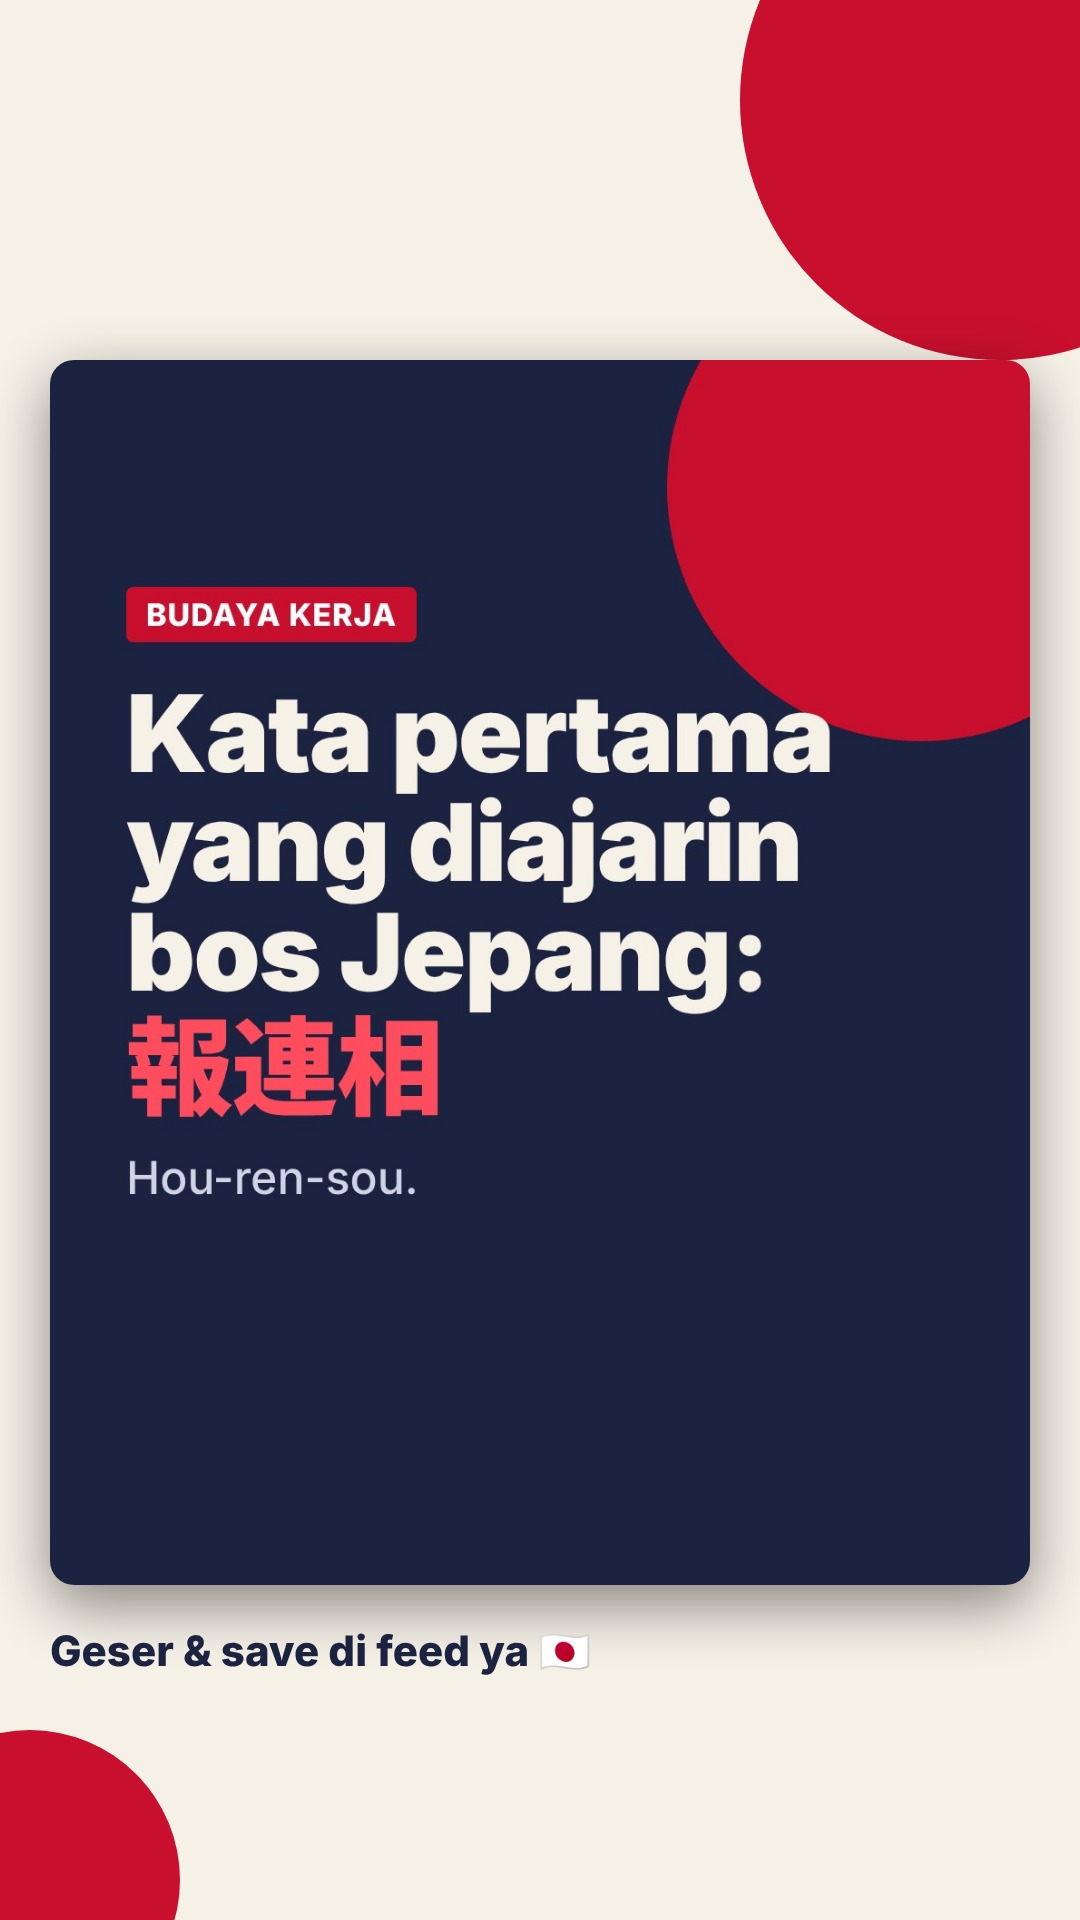 BUDAYA KERJA
Kata pertama
yang diajarin
bos Jepang:
報連相
Hou-ren-sou.
Geser & save di feed ya 🇯🇵